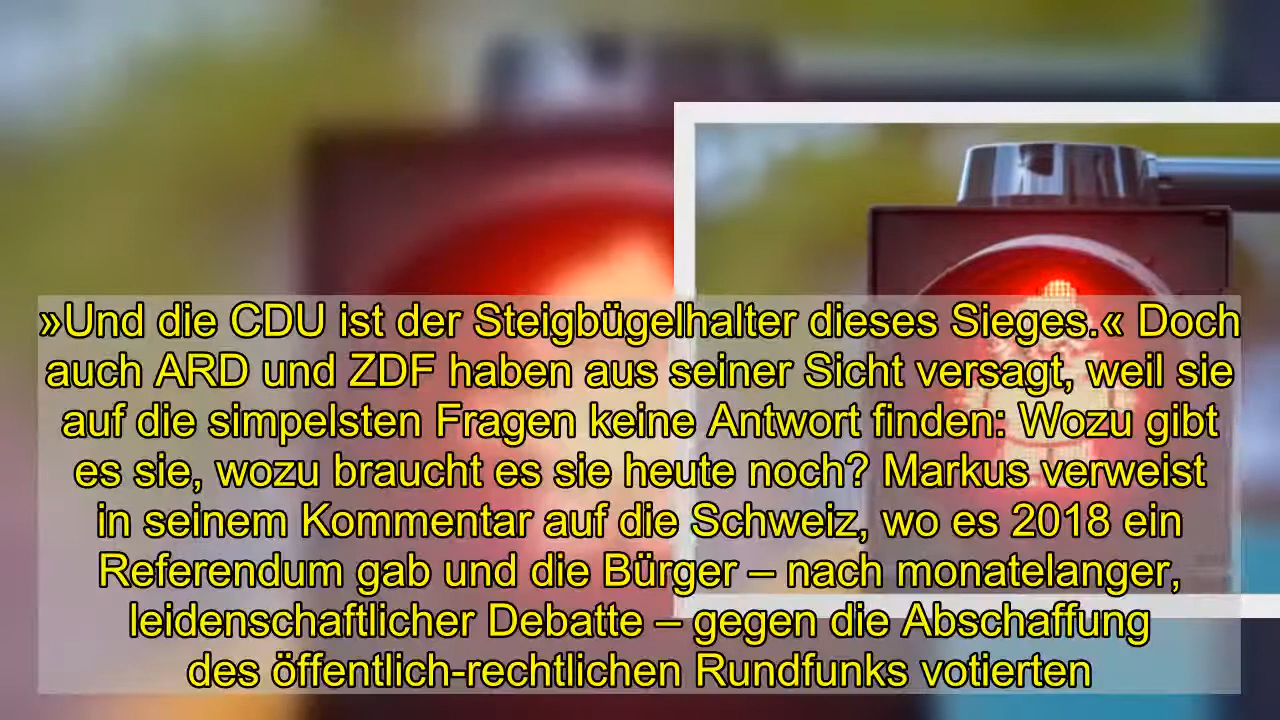 »Und die CDU ist der Steigbügelhalter dieses Sieges.« Doch
auch ARD und ZDF haben aus seiner Sicht versagt, weil sie
auf die simpelsten Fragen keine Antwort finden: Wozu gibt
es sie, wozu braucht es sie heute noch? Markus verweist
in seinem Kommentar auf die Schweiz, wo es 2018 ein
Referendum gab und die Bürger – nach monatelanger,
leidenschaftlicher Debatte – gegen die Abschaffung
des öffentlich-rechtlichen Rundfunks votierten